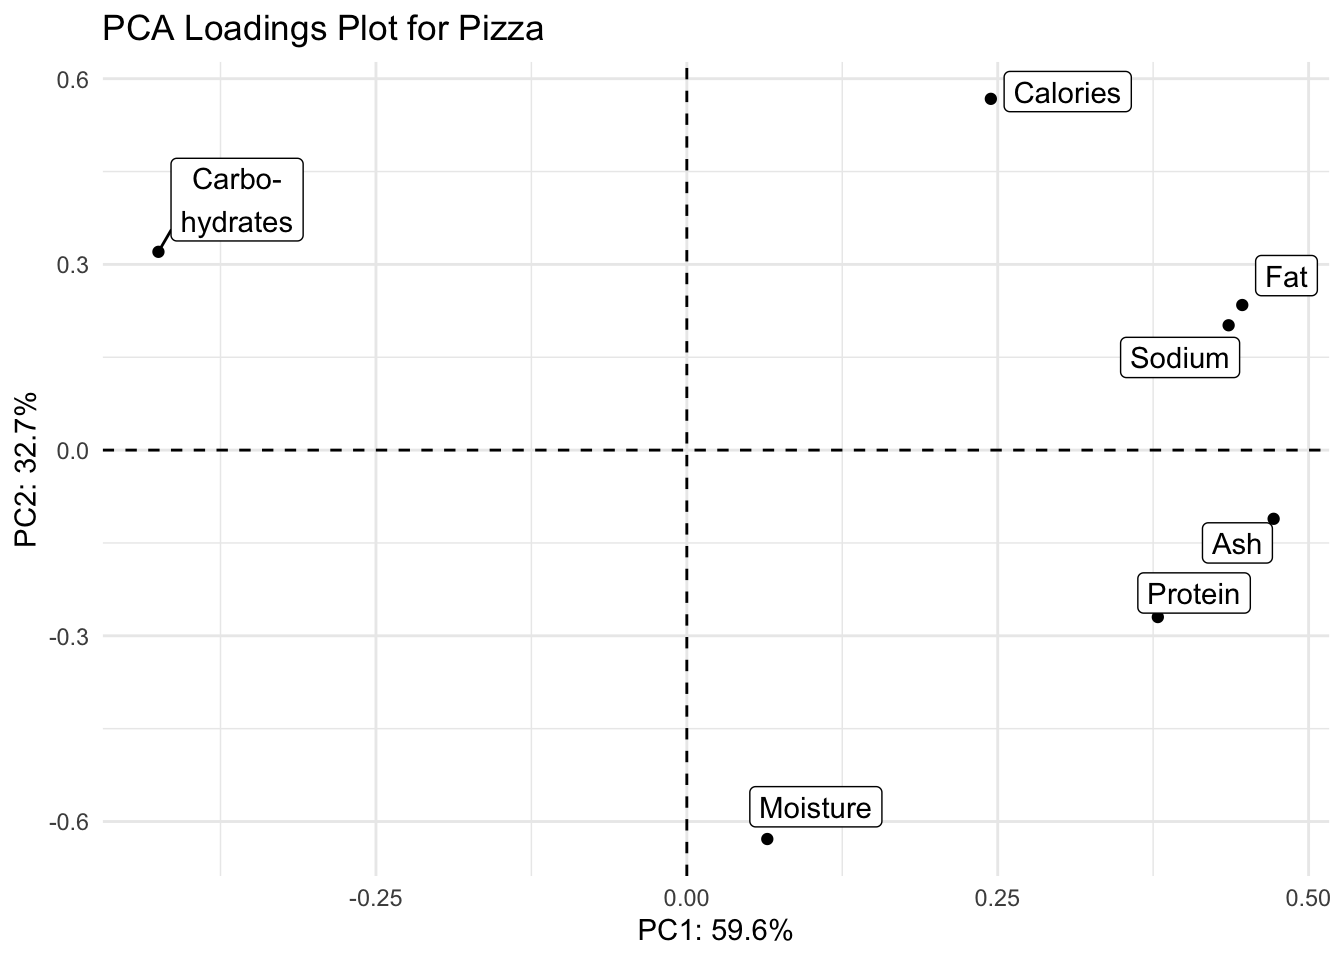 PCA Loadings Plot for Pizza
0.6
Calories
Carbo-
hydrates
0.3
Fat
Sodium
0.0
PC2: 32.7%
Ash
Protein
-0.3
Moisture
-0.6
-0.25
0.00
0.25
0.50
PC1: 59.6%